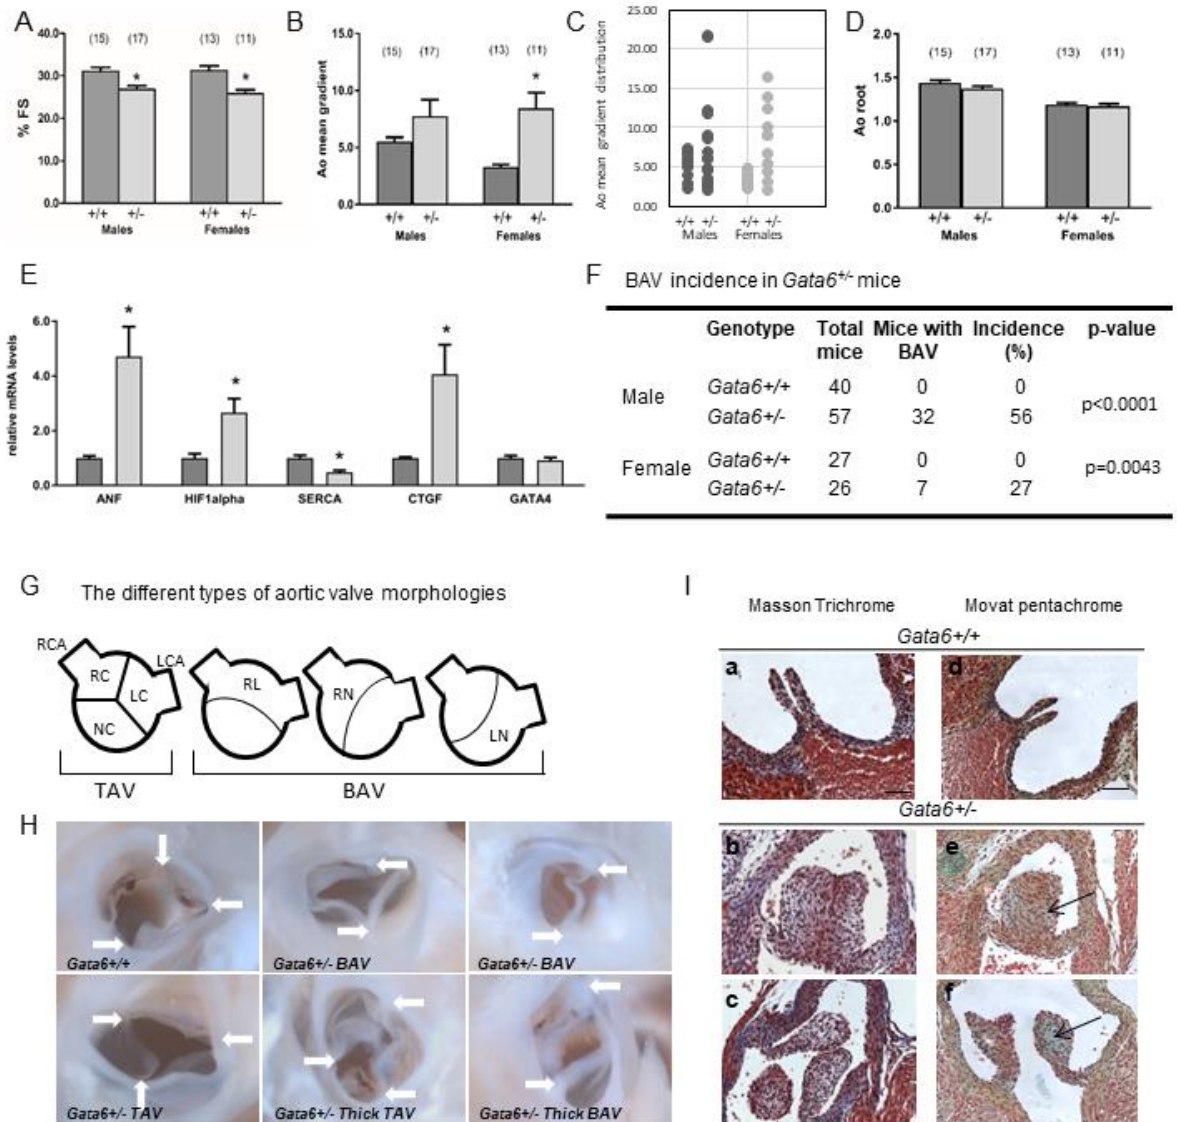 A
% FS
40.0
30.0
20.0
10.0
0.0
(15) (17) (13) (11)
* *
+/+ +/- +/+ +/-
Males Females
B
Ao mean gradient
15.0
10.0
5.0
0.0
(15) (17) (13) (11)
*
+/+ +/- +/+ +/-
Males Females
C
Ao mean gradient distribution
25.00
20.00
15.00
10.00
5.00
0.00
+/+ +/- +/+ +/-
Males Females
D
Ao root
2.0
1.5
1.0
0.5
0.0
(15) (17) (13) (11)
+/+ +/- +/+ +/-
Males Females
E
relative mRNA levels
6.0
4.0
2.0
0.0
* * * *
ANF HIF1alpha SERCA CTGF GATA4
F BAV incidence in Gata6+/- mice
Genotype Total Mice with Incidence p-value
mice BAV (%)
Male Gata6+/+ 40 0 0 p<0.0001
Gata6+/- 57 32 56
Female Gata6+/+ 27 0 0 p=0.0043
Gata6+/- 26 7 27
G The different types of aortic valve morphologies
RCA LCA
RC LC NC
RL
RN
LN
TAV BAV
H
Gata6+/+ Gata6+/- BAV Gata6+/- BAV
Gata6+/- TAV Gata6+/- Thick TAV Gata6+/- Thick BAV
I
Masson Trichrome Movat pentachrome
Gata6+/+
a d
Gata6+/-
b e
c f